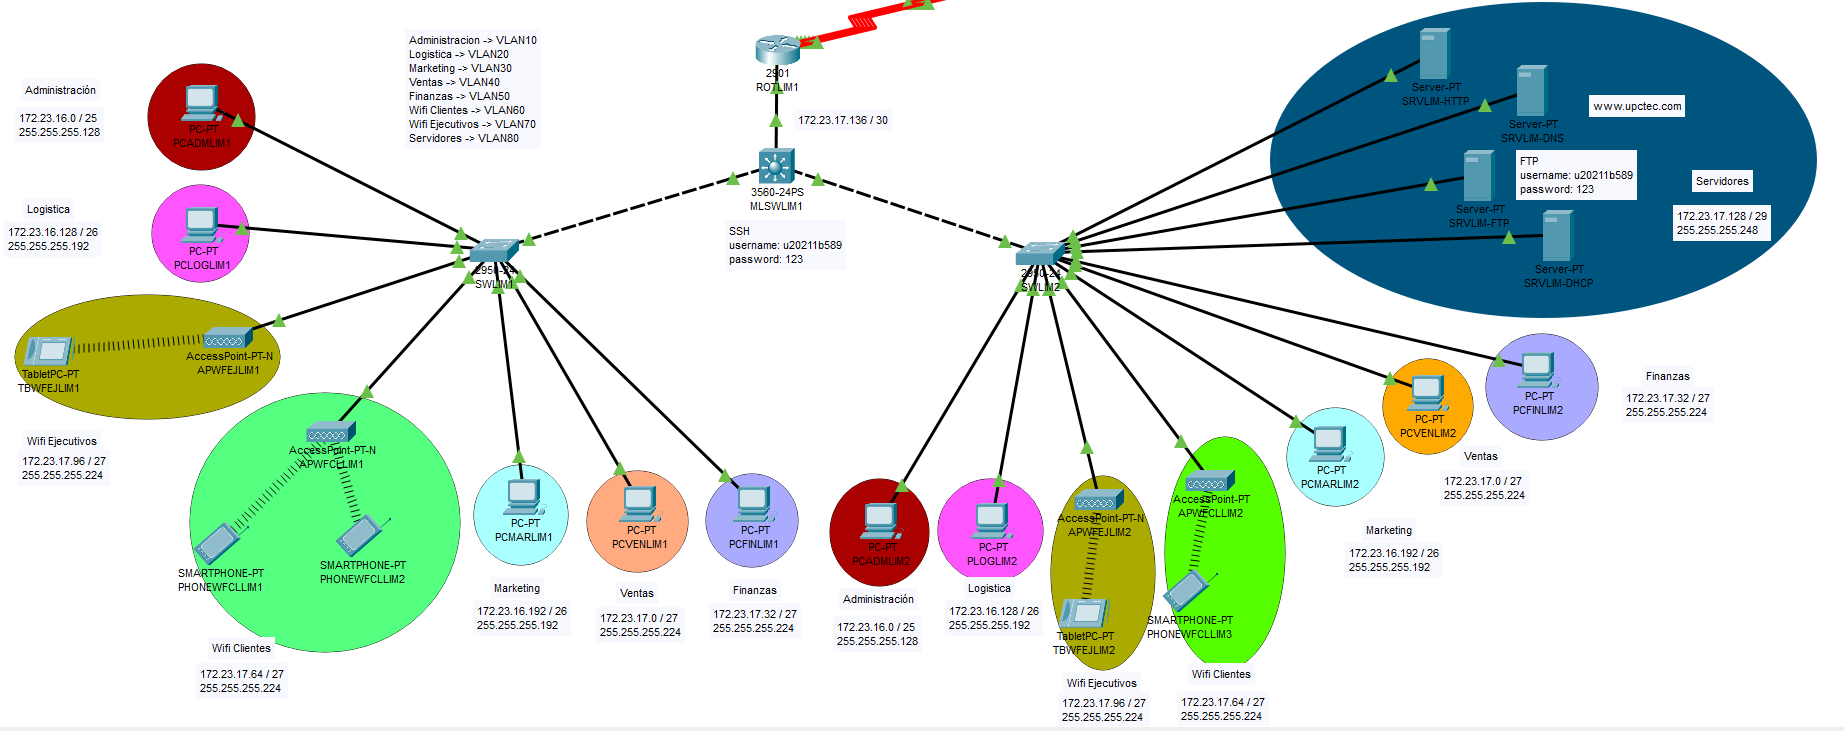 Administracion -> VLAN10
Logistica -> VLAN20
Marketing -> VLAN30
Ventas -> VLAN40
Finanzas -> VLAN50
Wifi Clientes -> VLAN60
Wifi Ejecutivos -> VLAN70
Servidores -> VLAN80
2901
ROTLIM1
172.23.17.136 / 30
3560-24PS
MLSWLIM1
SSH
username: u20211b589
password: 123
Administración
172.23.16.0 / 25
255.255.255.128
PC-PT
PCADMLIM1
Logistica
172.23.16.128 / 26
255.255.255.192
PC-PT
PCLOGLIM1
2950-24
SWLIM1
AccessPoint-PT-N
APWFEJLIM1
TabletPC-PT
TBWFEJLIM1
Wifi Ejecutivos
172.23.17.96 / 27
255.255.255.224
AccessPoint-PT-N
APWFCLLIM1
SMARTPHONE-PT
PHONEWFCLLIM1
SMARTPHONE-PT
PHONEWFCLLIM2
Wifi Clientes
172.23.17.64 / 27
255.255.255.224
PC-PT
PCMARLIM1
Marketing
172.23.16.192 / 26
255.255.255.192
PC-PT
PCVENLIM1
Ventas
172.23.17.0 / 27
255.255.255.224
PC-PT
PCFINLIM1
Finanzas
172.23.17.32 / 27
255.255.255.224
Server-PT
SRVLIM-HTTP
Server-PT
SRVLIM-DNS
www.upctec.com
Server-PT
SRVLIM-FTP
FTP
username: u20211b589
password: 123
Server-PT
SRVLIM-DHCP
Servidores
172.23.17.128 / 29
255.255.255.248
2950-24
SWLIM2
PC-PT
PCADMLIM2
Administración
172.23.16.0 / 25
255.255.255.128
PC-PT
PLOGLIM2
Logistica
172.23.16.128 / 26
255.255.255.192
AccessPoint-PT-N
APWFEJLIM2
TabletPC-PT
TBWFEJLIM2
Wifi Ejecutivos
172.23.17.96 / 27
255.255.255.224
AccessPoint-PT
APWFCLLIM2
SMARTPHONE-PT
PHONEWFCLLIM3
Wifi Clientes
172.23.17.64 / 27
255.255.255.224
PC-PT
PCMARLIM2
Marketing
172.23.16.192 / 26
255.255.255.192
PC-PT
PCVENLIM2
Ventas
172.23.17.0 / 27
255.255.255.224
PC-PT
PCFINLIM2
Finanzas
172.23.17.32 / 27
255.255.255.224